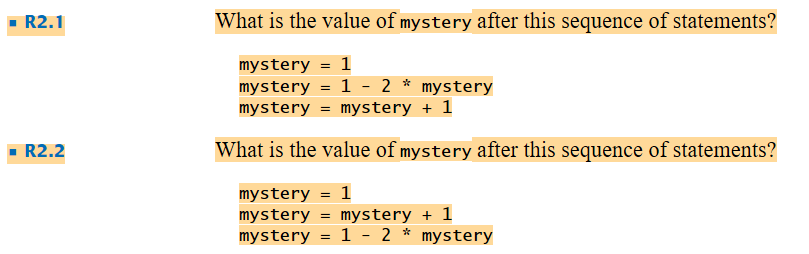 ▪ R2.1 What is the value of mystery after this sequence of statements?
mystery = 1
mystery = 1 - 2 * mystery
mystery = mystery + 1
▪ R2.2 What is the value of mystery after this sequence of statements?
mystery = 1
mystery = mystery + 1
mystery = 1 - 2 * mystery